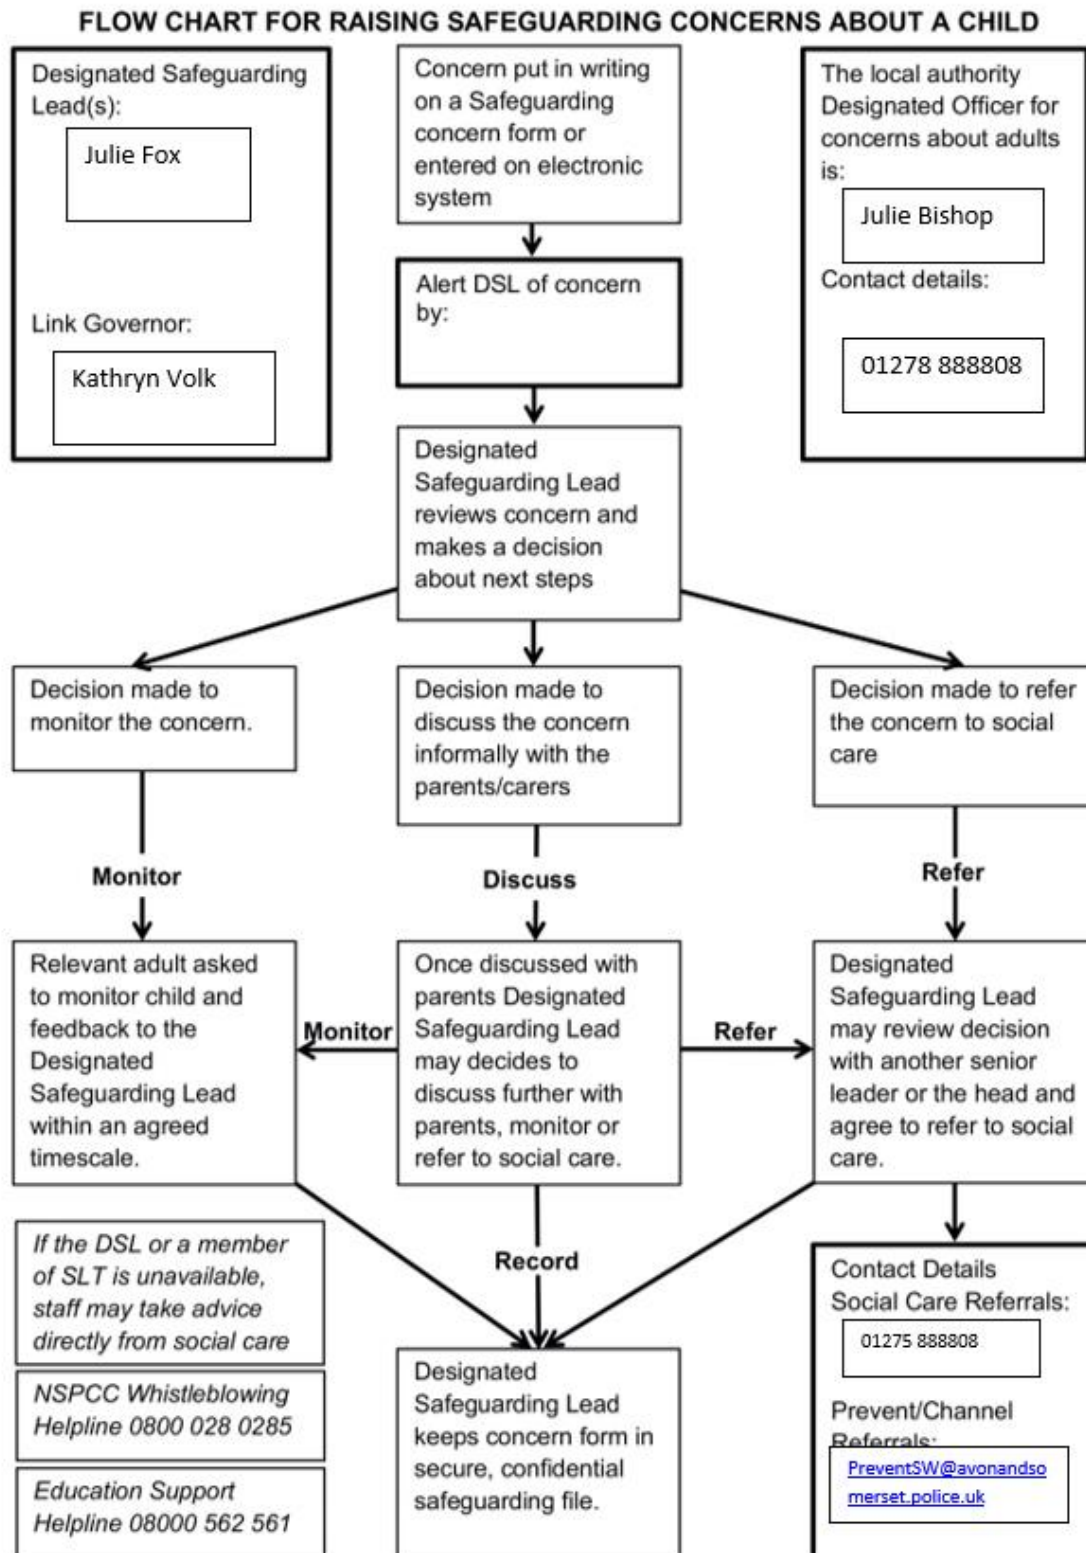 FLOW CHART FOR RAISING SAFEGUARDING CONCERNS ABOUT A CHILD
Designated Safeguarding
Lead(s):
Julie Fox
Link Governor:
Kathryn Volk
Concern put in writing
on a Safeguarding
concern form or
entered on electronic
system
The local authority
Designated Officer for
concerns about adults
is:
Julie Bishop
Contact details:
01278 888808
Alert DSL of concern
by:
Designated
Safeguarding Lead
reviews concern and
makes a decision
about next steps
Decision made to
monitor the concern.
Decision made to
discuss the concern
informally with the
parents/carers
Decision made to refer
the concern to social
care
Monitor
Discuss
Refer
Relevant adult asked
to monitor child and
feedback to the
Designated
Safeguarding Lead
within an agreed
timescale.
Monitor
Once discussed with
parents Designated
Safeguarding Lead
may decides to
discuss further with
parents, monitor or
refer to social care.
Refer
Designated
Safeguarding Lead
may review decision
with another senior
leader or the head and
agree to refer to social
care.
If the DSL or a member
of SLT is unavailable,
staff may take advice
directly from social care
NSPCC Whistleblowing
Helpline 0800 028 0285
Education Support
Helpline 08000 562 561
Record
Designated
Safeguarding Lead
keeps concern form in
secure, confidential
safeguarding file.
Contact Details
Social Care Referrals:
01275 888808
Prevent/Channel
Referrals:
PreventSW@avonandso
merset.police.uk